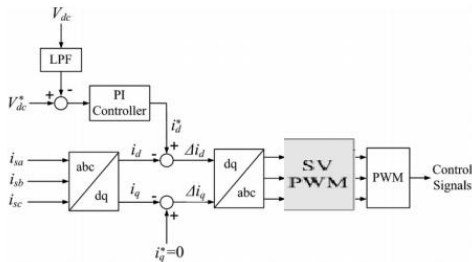 V_dc
LPF
V*_dc + -
PI
Controller
i*_d
i_sa
i_sb
i_sc
abc
dq
i_d - + Δi_d
i_q - + Δi_q
i*_q=0
dq
abc
SV
PWM
PWM
Control
Signals